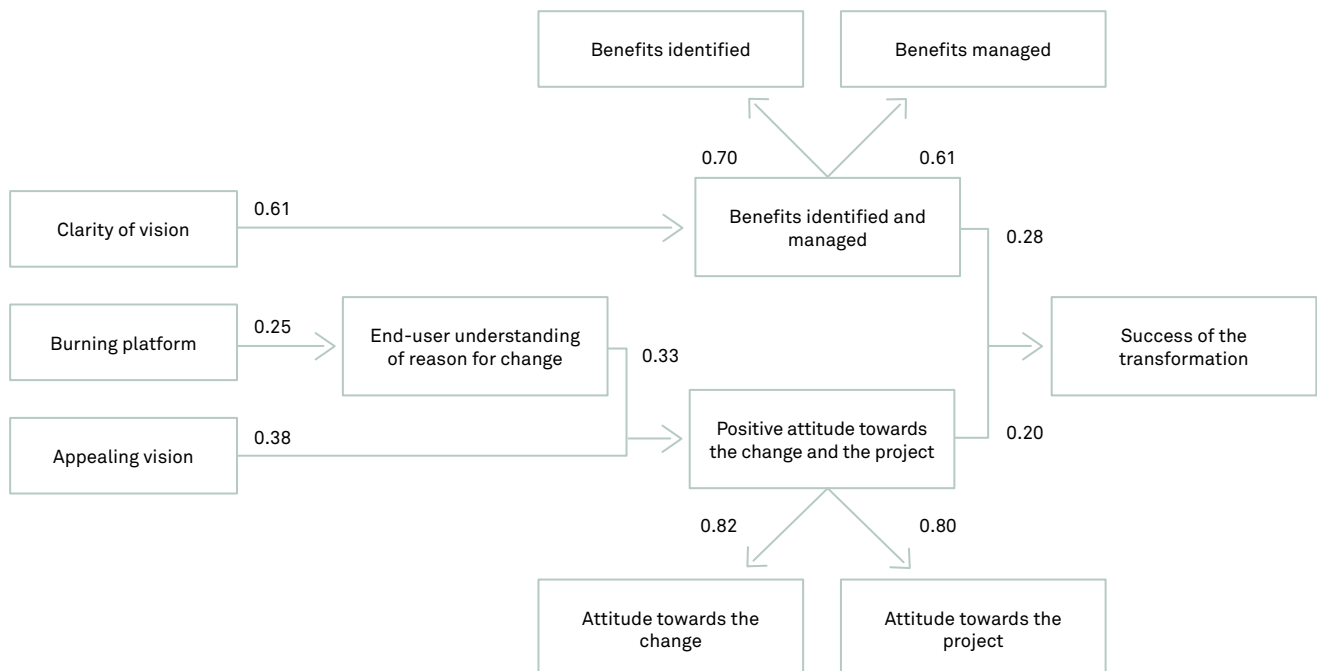 Benefits identified
Benefits managed
0.70
0.61
Clarity of vision
0.61
Benefits identified and
managed
0.28
Burning platform
0.25
End-user understanding
of reason for change
0.33
Success of the
transformation
Appealing vision
0.38
Positive attitude towards
the change and the project
0.20
0.82
0.80
Attitude towards the
change
Attitude towards the
project